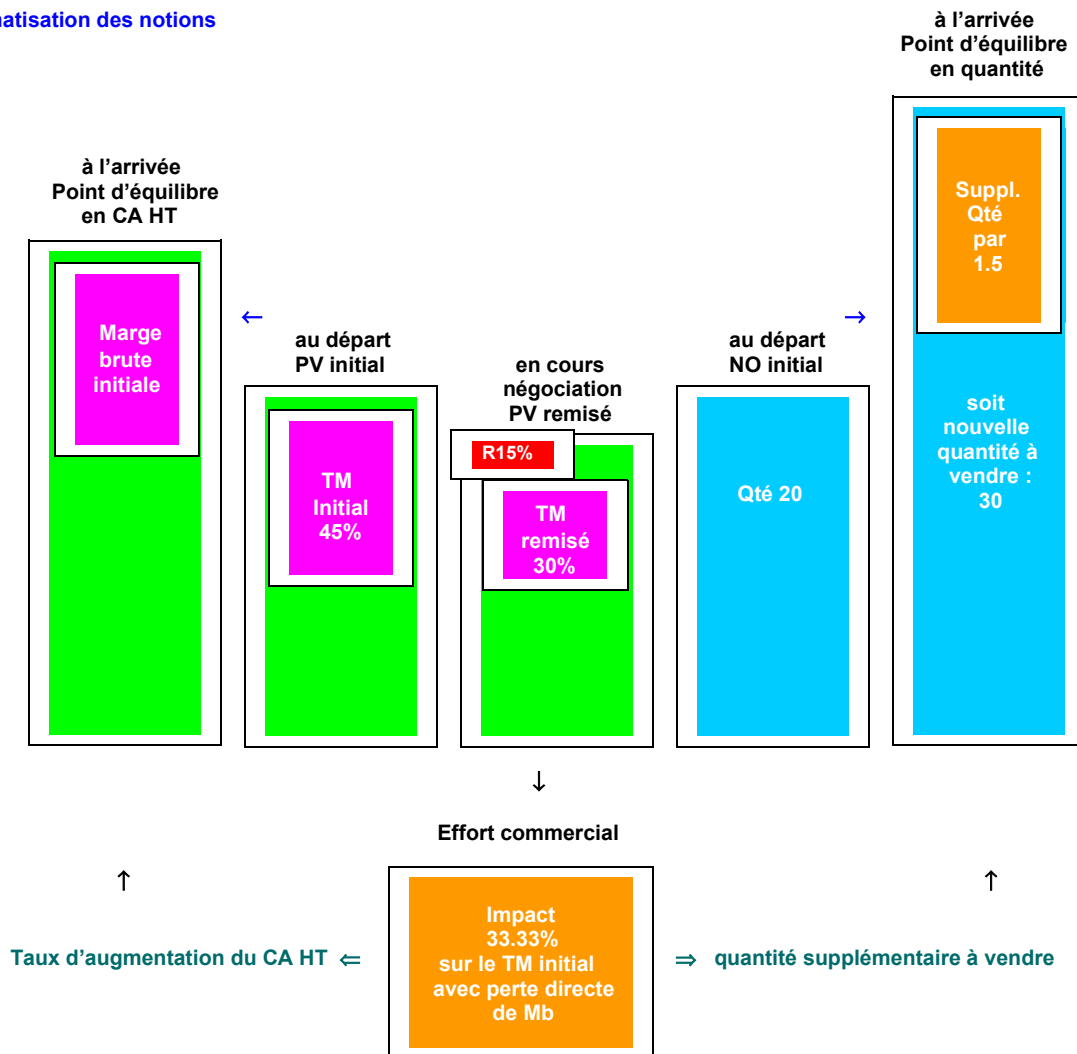 natisation des notions
à l'arrivée
Point d'équilibre
en quantité
à l'arrivée
Point d'équilibre
en CA HT
Suppl.
Qté
par
1.5
←
→
Marge
brute
initiale
au départ
PV initial
au départ
NO initial
en cours
négociation
PV remisé
R15%
TM
Initial
45%
TM
remisé
30%
Qté 20
soit
nouvelle
quantité à
vendre :
30
↓
Effort commercial
↑
↑
Impact
33.33%
sur le TM initial
avec perte directe
de Mb
Taux d'augmentation du CA HT ⇐
⇒ quantité supplémentaire à vendre